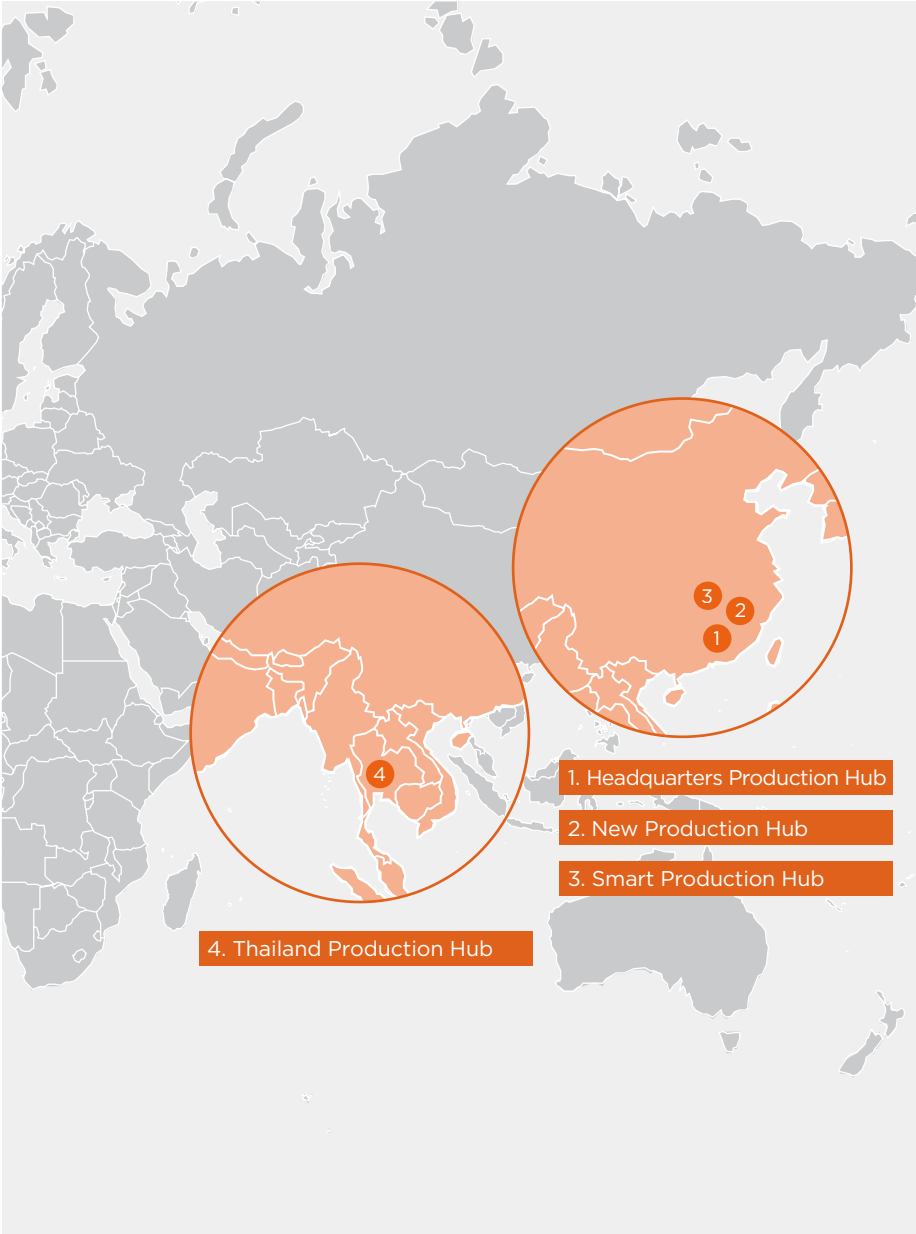 3
2
1
4
1. Headquarters Production Hub
2. New Production Hub
3. Smart Production Hub
4. Thailand Production Hub